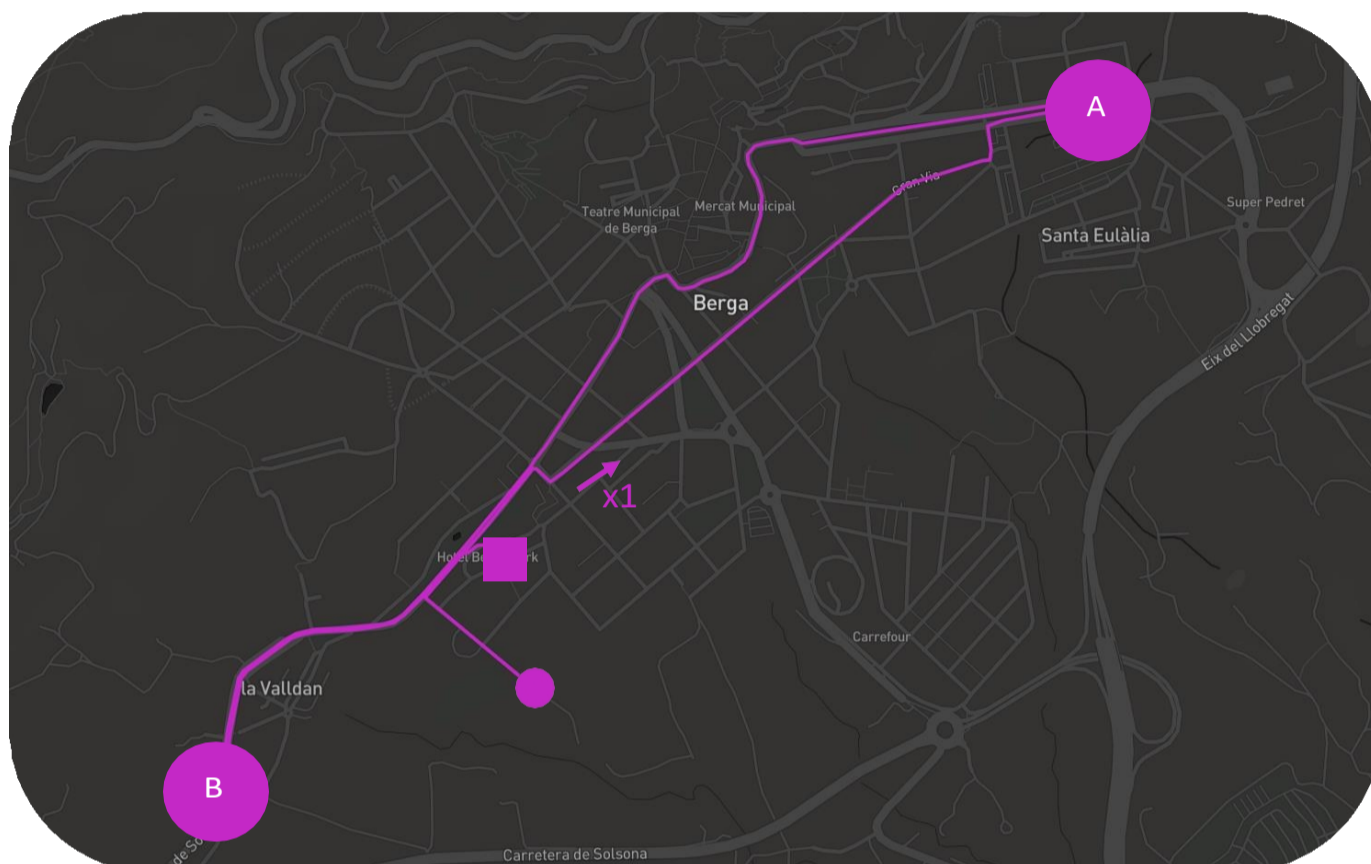 A
Gran Via
Teatre Municipal
de Berga
Mercat Municipal
Super Pedret
Santa Eulàlia
Berga
Eix del Llobregat
x1
Carrefour
la Valldan
B
Carretera de Solsona